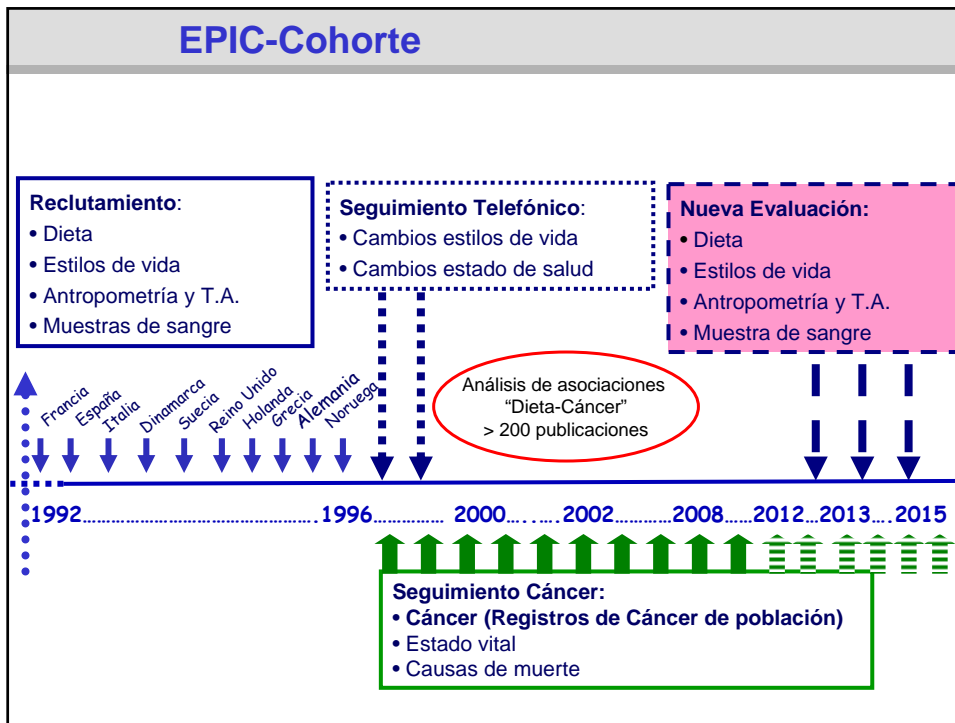 EPIC-Cohorte
Reclutamiento:
• Dieta
• Estilos de vida
• Antropometría y T.A.
• Muestras de sangre
Seguimiento Telefónico:
• Cambios estilos de vida
• Cambios estado de salud
Nueva Evaluación:
• Dieta
• Estilos de vida
• Antropometría y T.A.
• Muestra de sangre
Francia
España
Italia
Dinamarca
Suecia
Reino Unido
Holanda
Grecia
Alemania
Noruega
Análisis de asociaciones
“Dieta-Cáncer”
> 200 publicaciones
1992……………………………………….1996………… 2000…..….2002…………2008……2012…2013….2015
Seguimiento Cáncer:
• Cáncer (Registros de Cáncer de población)
• Estado vital
• Causas de muerte